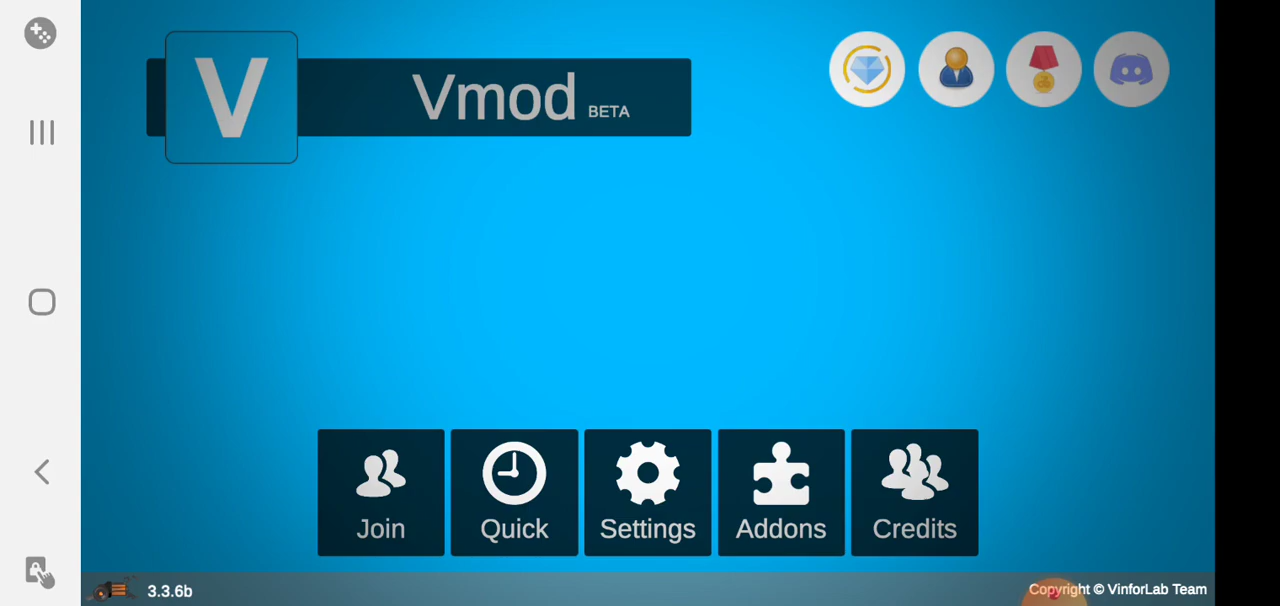 V
Vmod BETA
Join
Quick
Settings
Addons
Credits
3.3.6b
Copyright © VinforLab Team